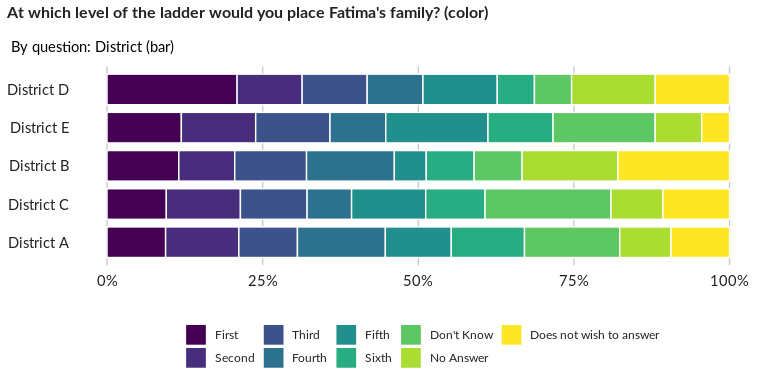 At which level of the ladder would you place Fatima's family? (color)
By question: District (bar)
District D
District E
District B
District C
District A
0% 25% 50% 75% 100%
First Third Fifth Don't Know Does not wish to answer
Second Fourth Sixth No Answer